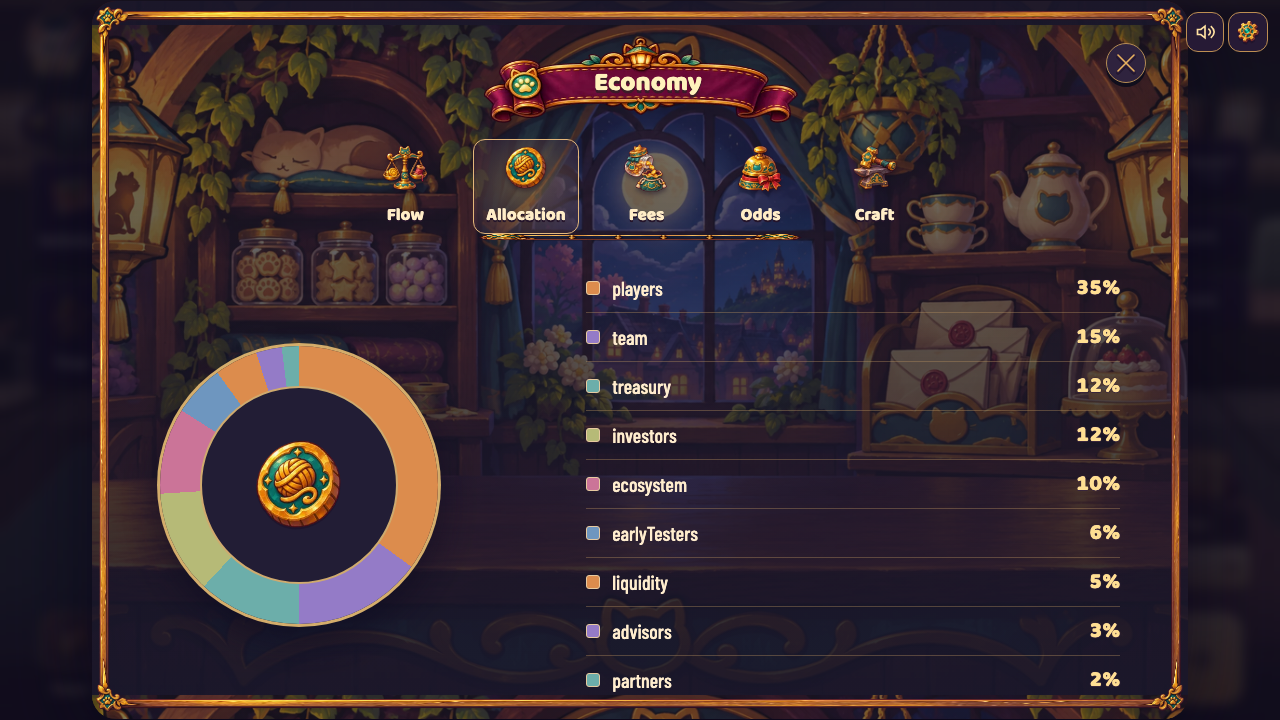 Economy
Flow
Allocation
Fees
Odds
Craft
players 35%
team 15%
treasury 12%
investors 12%
ecosystem 10%
earlyTesters 6%
liquidity 5%
advisors 3%
partners 2%